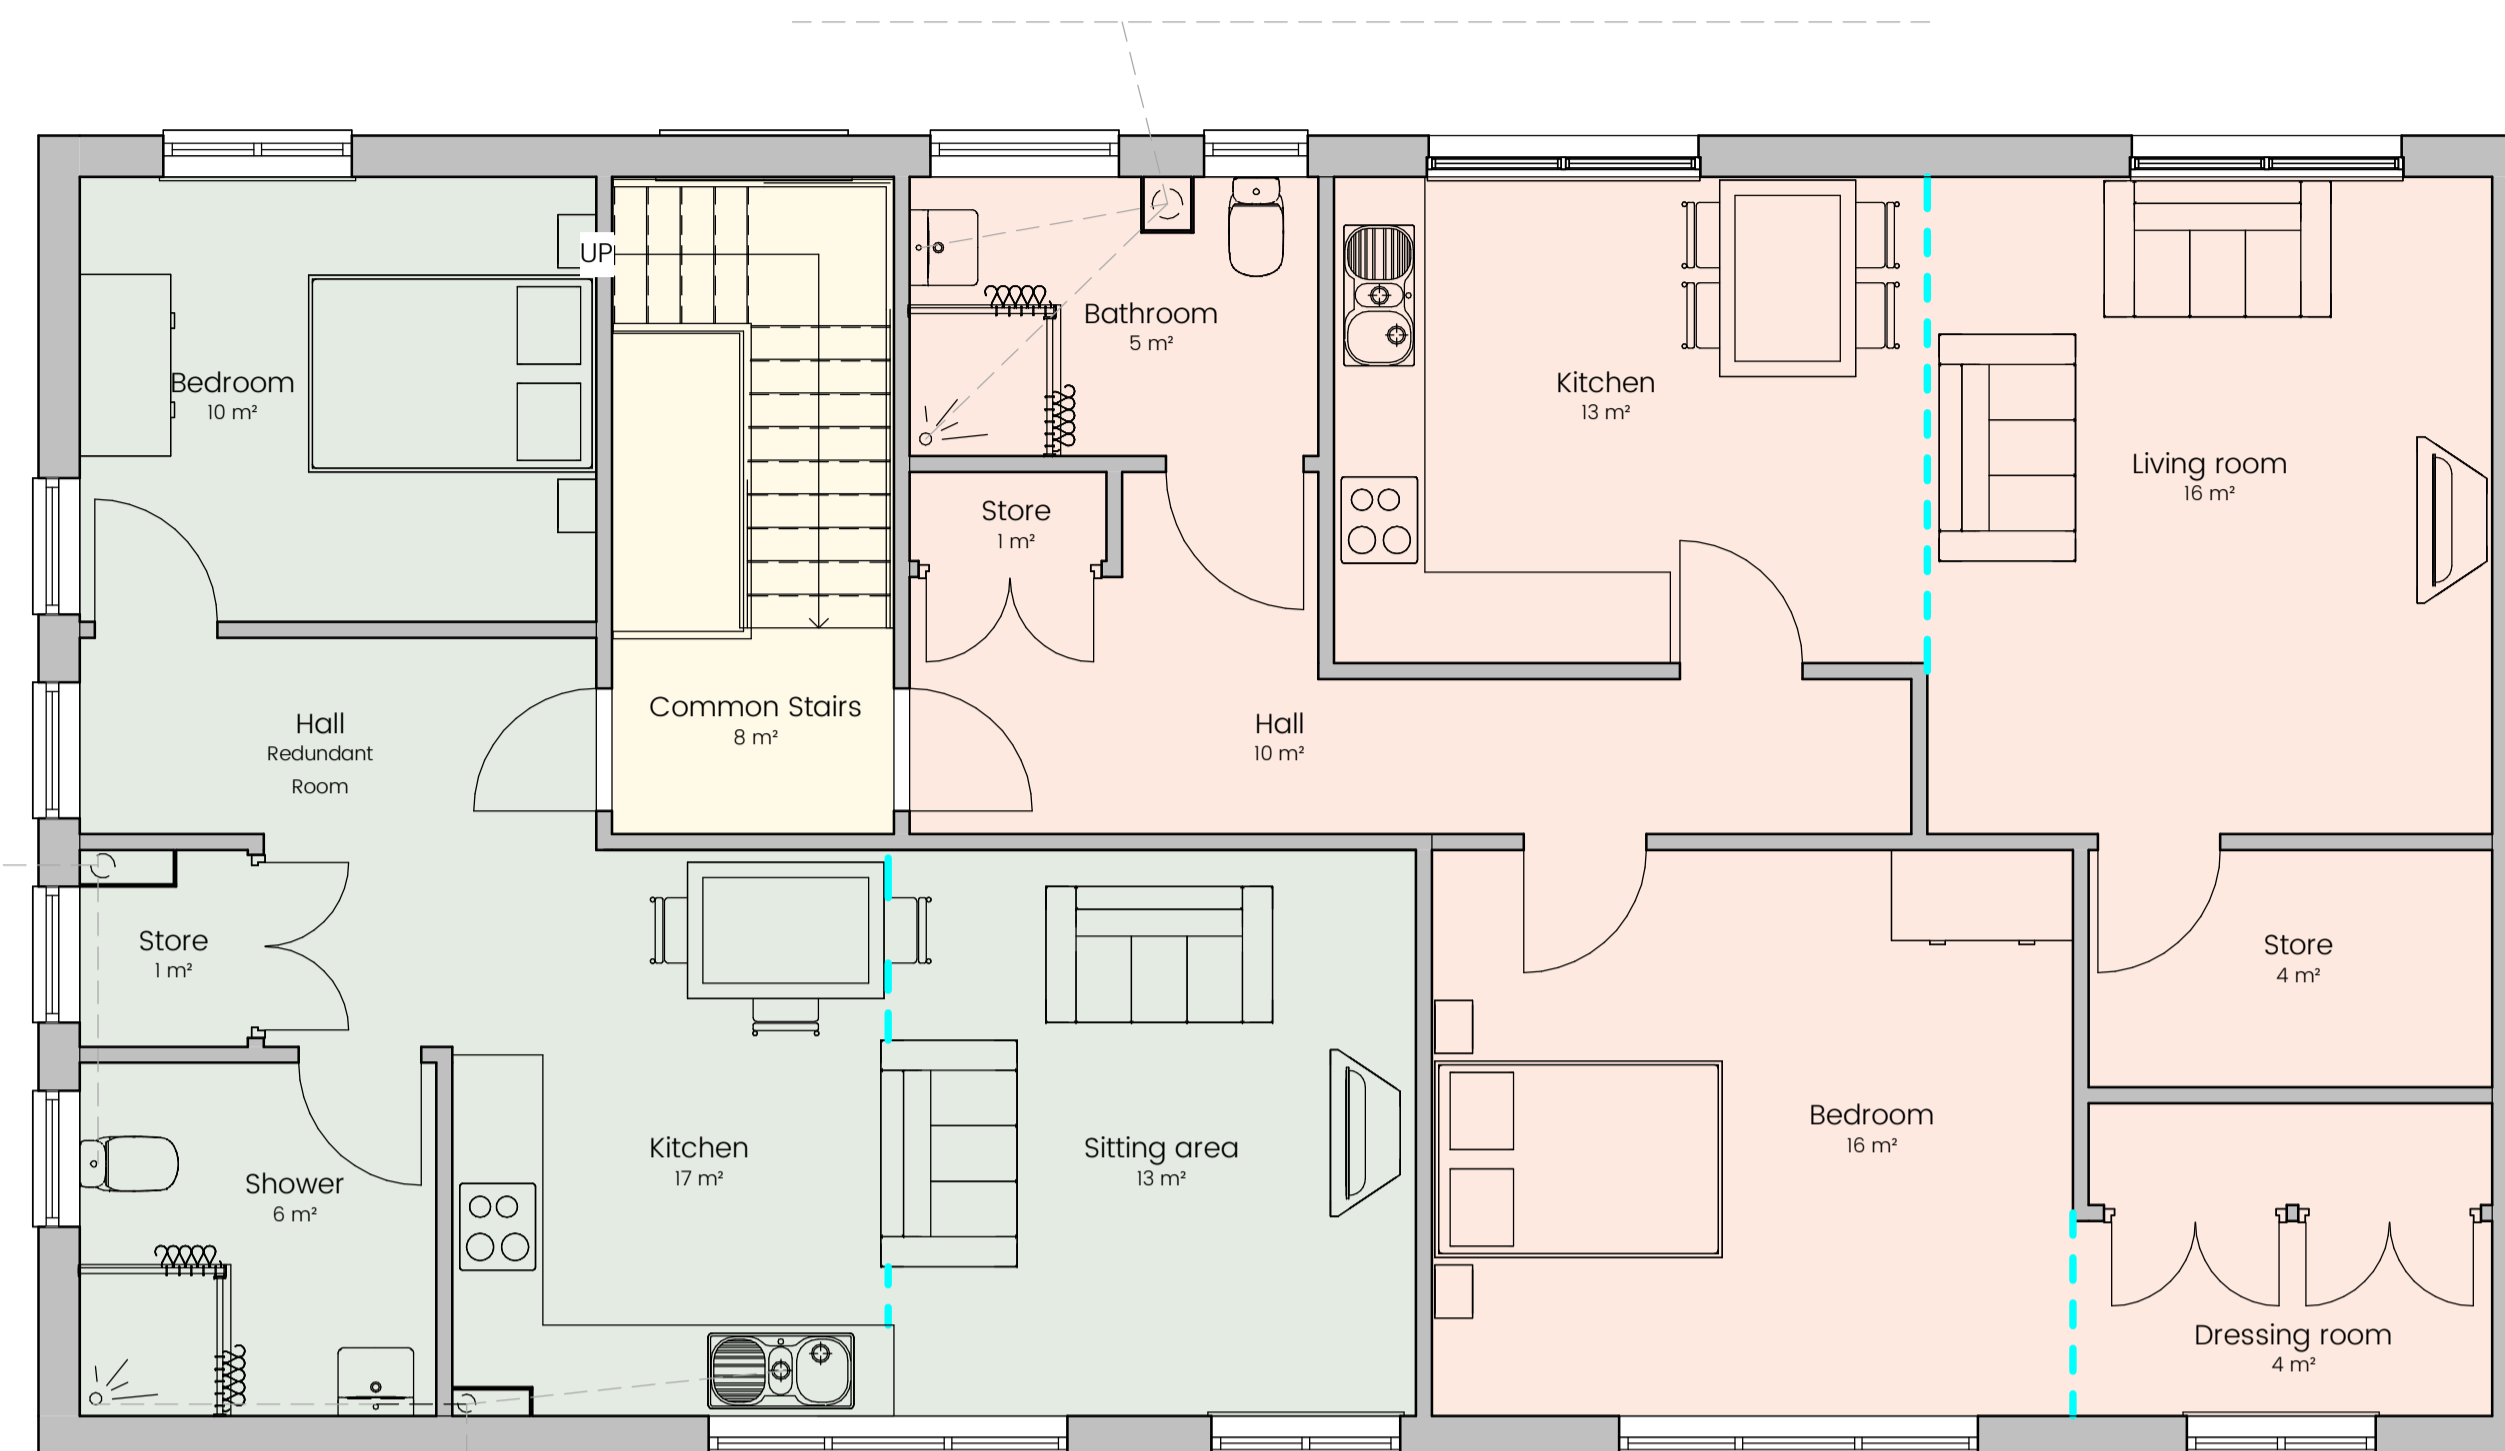 UP
Bedroom
10 m²
Bathroom
5 m²
Kitchen
13 m²
Living room
16 m²
Store
1 m²
Hall
Redundant
Room
Common Stairs
8 m²
Hall
10 m²
Store
1 m²
Store
4 m²
Kitchen
17 m²
Sitting area
13 m²
Bedroom
16 m²
Shower
6 m²
Dressing room
4 m²